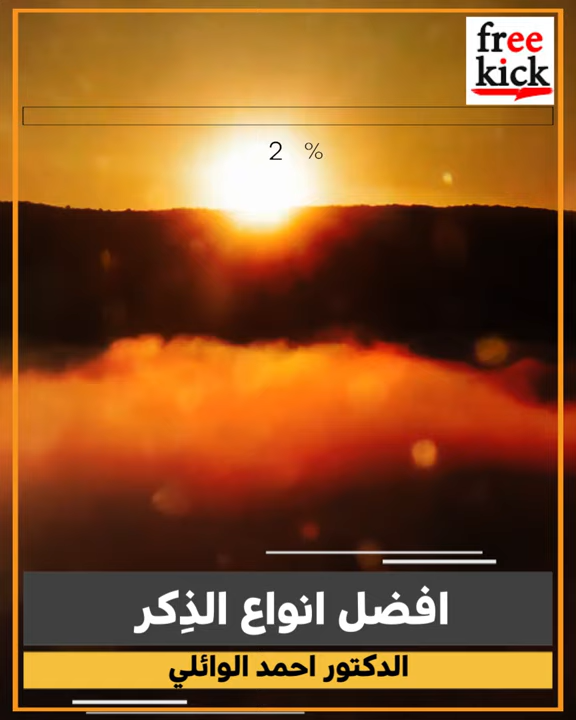 free
kick
2 %
افضل انواع الذِكر
الدكتور احمد الوائلي